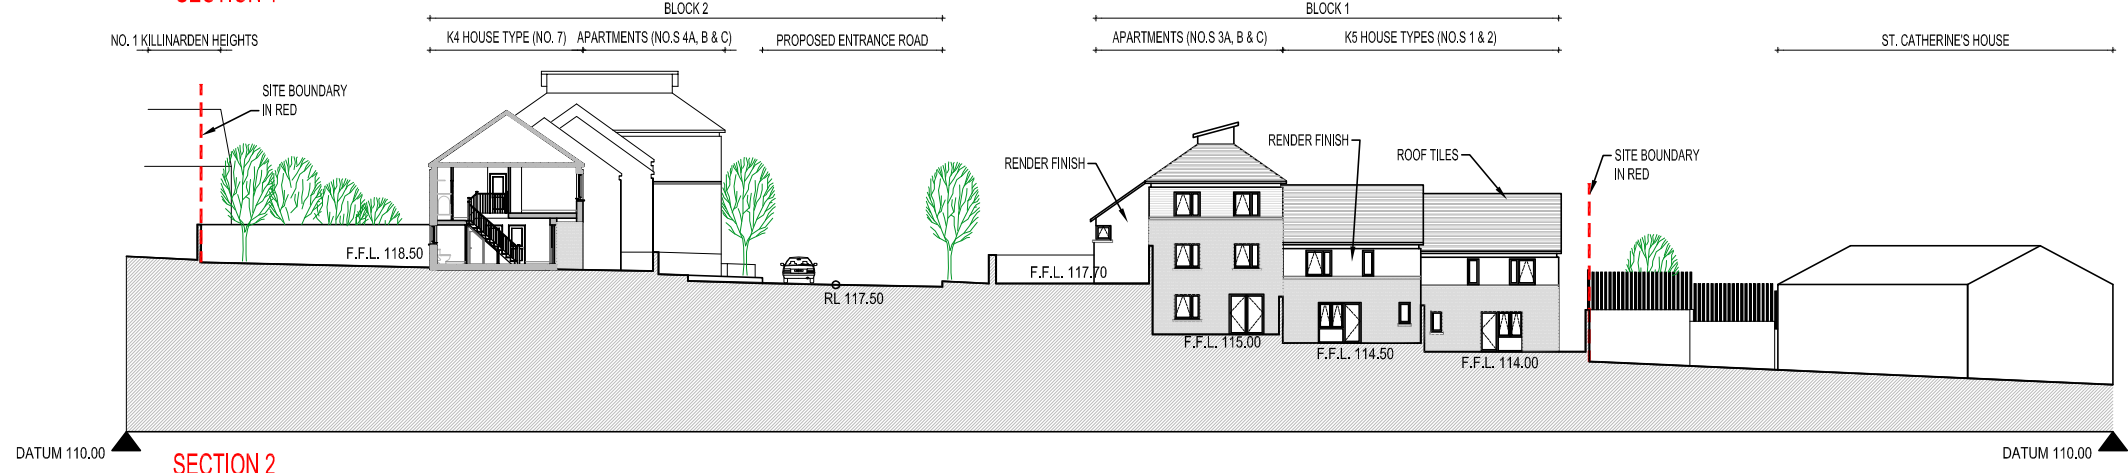 BLOCK 2
BLOCK 1
NO. 1 KILLINARDEN HEIGHTS
K4 HOUSE TYPE (NO. 7)
APARTMENTS (NO.S 4A, B & C)
PROPOSED ENTRANCE ROAD
APARTMENTS (NO.S 3A, B & C)
K5 HOUSE TYPES (NO.S 1 & 2)
ST. CATHERINE'S HOUSE
SITE BOUNDARY
IN RED
RENDER FINISH
RENDER FINISH
ROOF TILES
SITE BOUNDARY
IN RED
F.F.L. 118.50
F.F.L. 117.70
RL 117.50
F.F.L. 115.00
F.F.L. 114.50
F.F.L. 114.00
DATUM 110.00
DATUM 110.00
SECTION 2